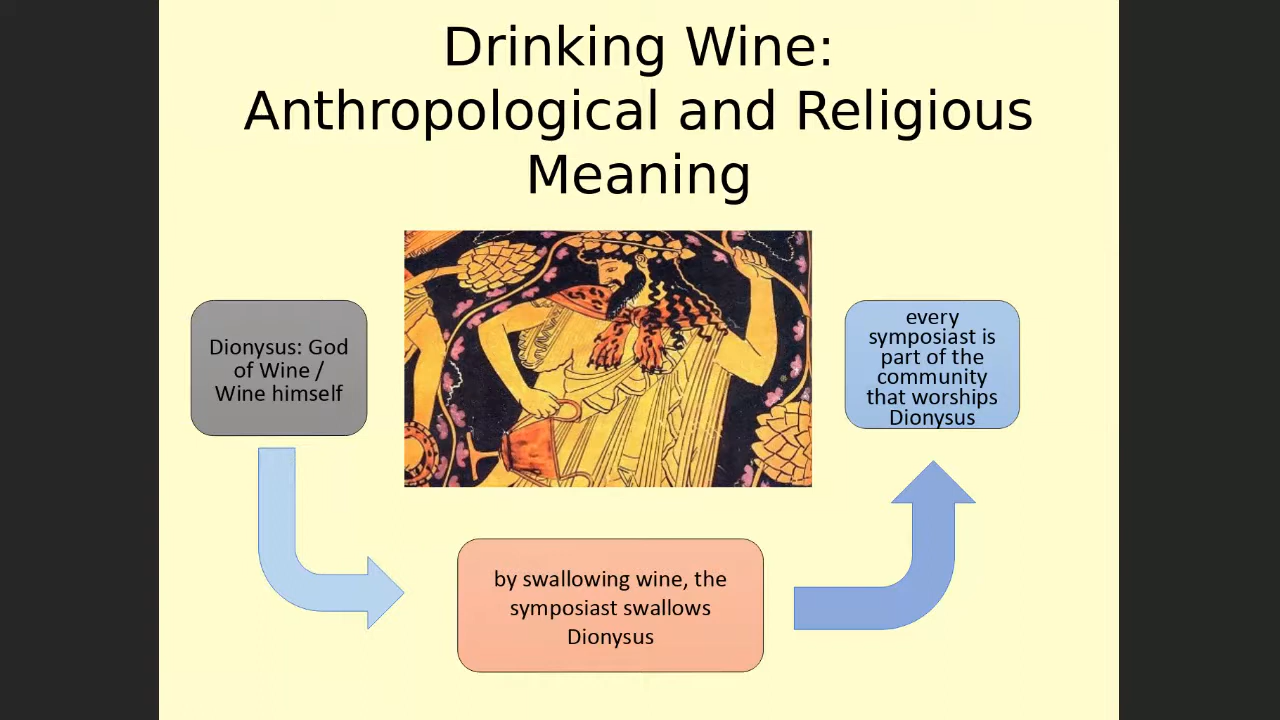 Drinking Wine:
Anthropological and Religious
Meaning
Dionysus: God
of Wine /
Wine himself
by swallowing wine, the
symposiast swallows
Dionysus
every
symposiast is
part of the
community
that worships
Dionysus